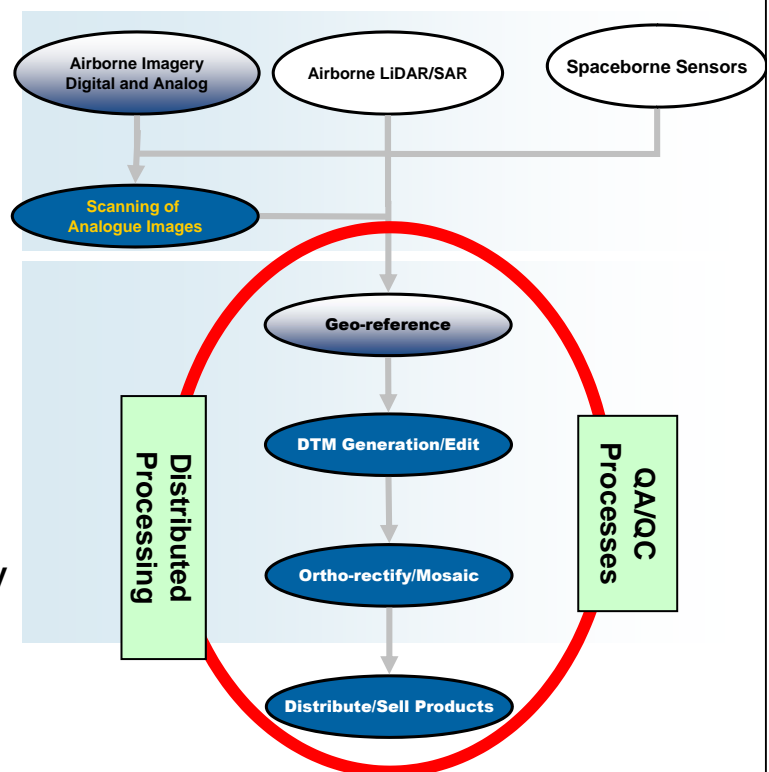 Airborne Imagery
Digital and Analog
Airborne LiDAR/SAR
Spaceborne Sensors
Scanning of
Analogue Images
Geo-reference
DTM Generation/Edit
Ortho-rectify/Mosaic
Distribute/Sell Products
Distributed
Processing
QA/QC
Processes